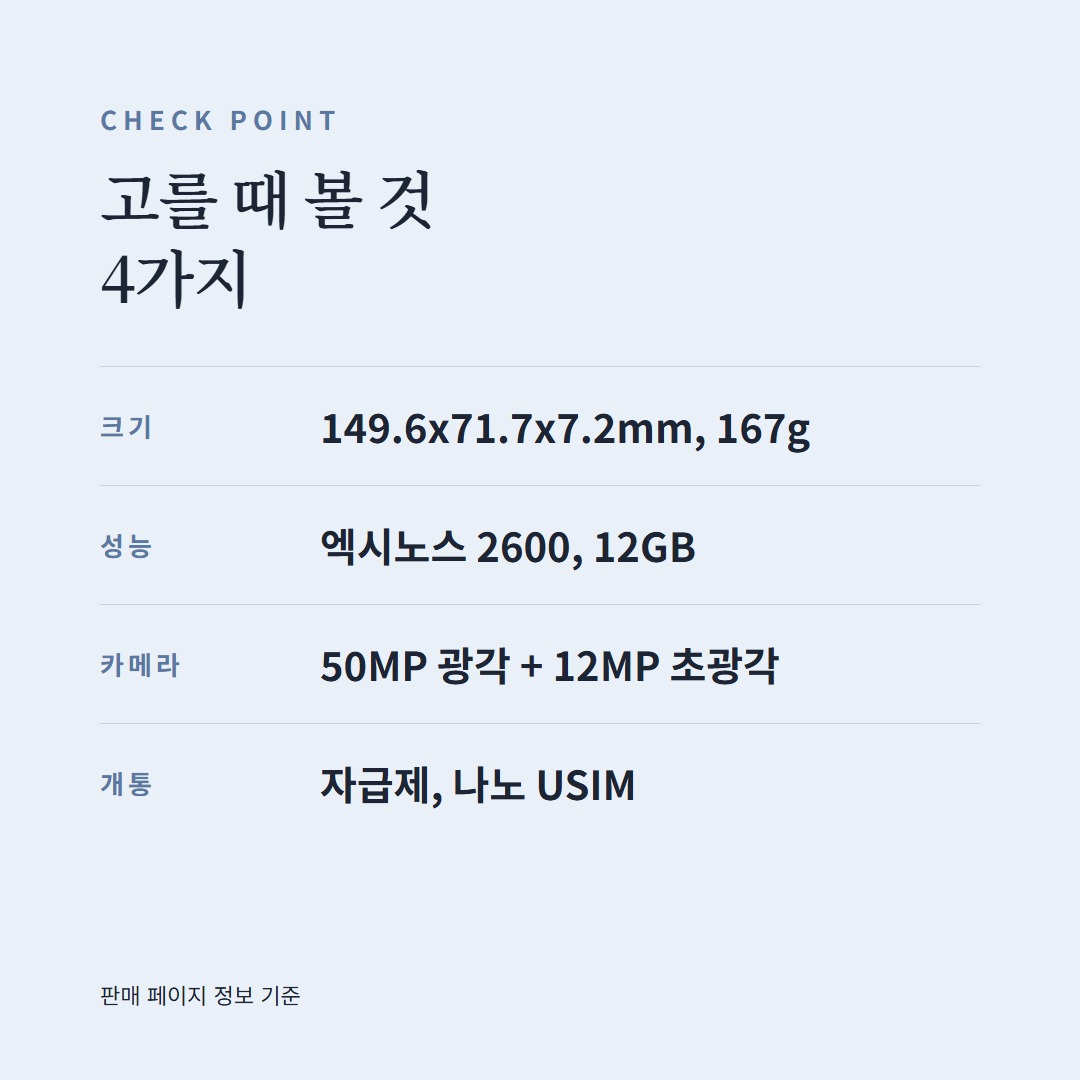 CHECK POINT
고를 때 볼 것
4가지
크기 149.6x71.7x7.2mm, 167g
성능 엑시노스 2600, 12GB
카메라 50MP 광각 + 12MP 초광각
개통 자급제, 나노 USIM
판매 페이지 정보 기준